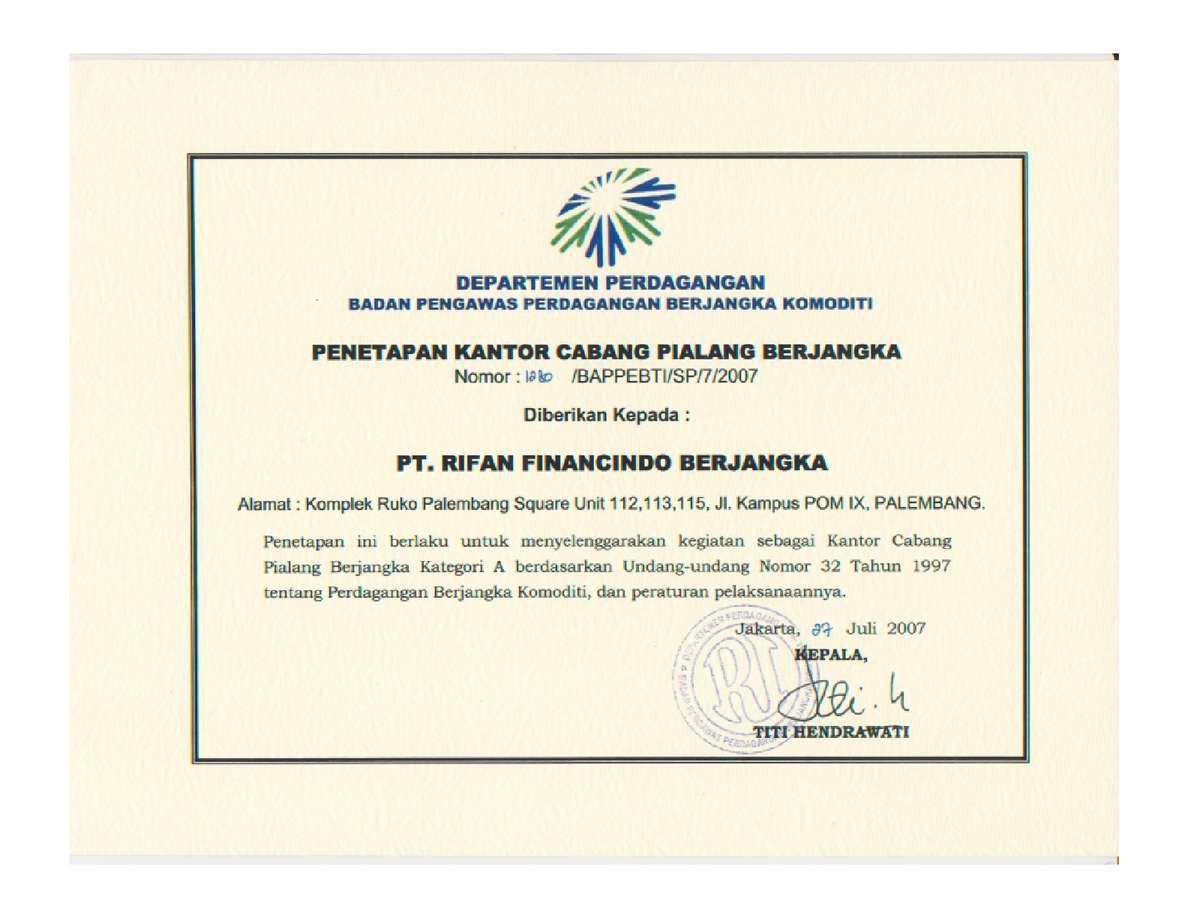 DEPARTEMEN PERDAGANGAN
BADAN PENGAWAS PERDAGANGAN BERJANGKA KOMODITI
PENETAPAN KANTOR CABANG PIALANG BERJANGKA
Nomor : /BAPPEBTI/SP/7/2007
Diberikan Kepada :
PT. RIFAN FINANCINDO BERJANGKA
Alamat : Komplek Ruko Palembang Square Unit 112,113,115, Jl. Kampus POM IX, PALEMBANG.
Penetapan ini berlaku untuk menyelenggarakan kegiatan sebagai Kantor Cabang
Pialang Berjangka Kategori A berdasarkan Undang-undang Nomor 32 Tahun 1997
tentang Perdagangan Berjangka Komoditi, dan peraturan pelaksanaannya.
Jakarta, 27 Juli 2007
KEPALA,
RI
TITI HENDRAWATI